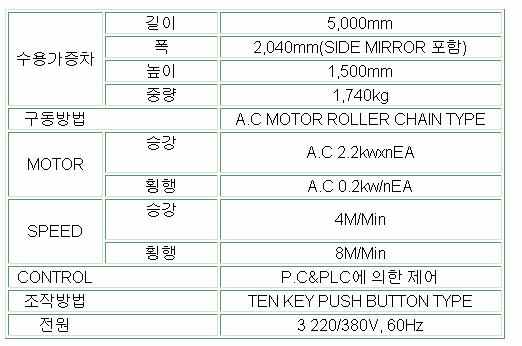 수용가증차 길이 5,000mm
폭 2,040mm(SIDE MIRROR 포함)
높이 1,500mm
중량 1,740kg
구동방법 A.C MOTOR ROLLER CHAIN TYPE
MOTOR 승강 A.C 2.2kwxnEA
횡행 A.C 0.2kw/nEA
SPEED 승강 4M/Min
횡행 8M/Min
CONTROL P.C&PLC에 의한 제어
조작방법 TEN KEY PUSH BUTTON TYPE
전원 3 220/380V, 60Hz